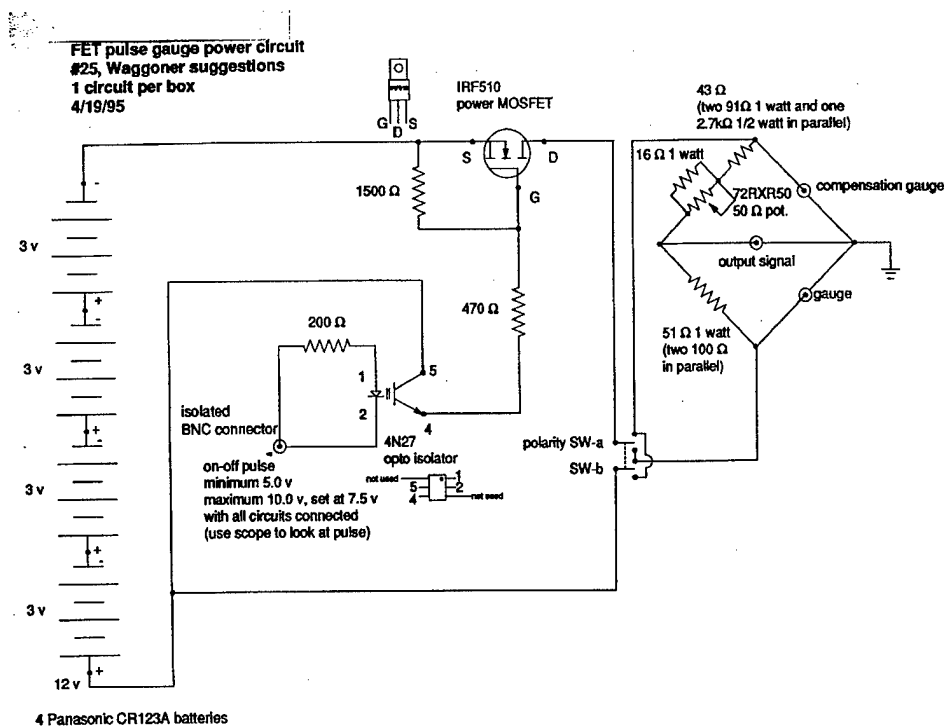 FET pulse gauge power circuit
#25, Waggoner suggestions
1 circuit per box
4/19/95
G D S
IRF510
power MOSFET
43 Ω
(two 91Ω 1 watt and one
2.7kΩ 1/2 watt in parallel)
S
D
G
16 Ω 1 watt
1500 Ω
72RXR50
50 Ω pot.
compensation gauge
-
3 v
+
-
output signal
470 Ω
gauge
200 Ω
51 Ω 1 watt
(two 100 Ω
in parallel)
3 v
1
5
2
4
+
-
isolated
BNC connector
4N27
opto isolator
polarity SW-a
SW-b
on-off pulse
minimum 5.0 v
maximum 10.0 v, set at 7.5 v
with all circuits connected
(use scope to look at pulse)
not used
1
5
2
4
not used
3 v
+
-
3 v
+
12 v
4 Panasonic CR123A batteries